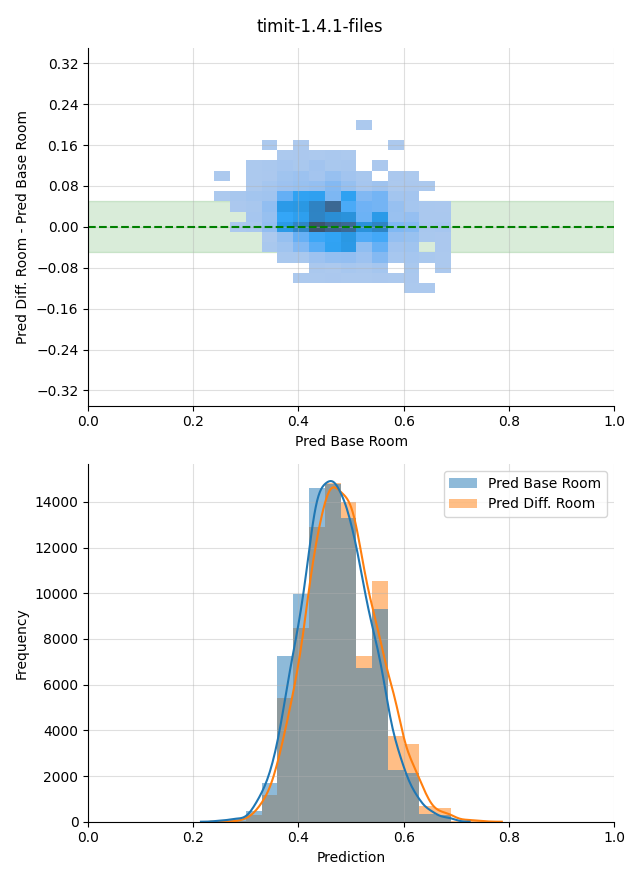 timit-1.4.1-files
0.32
0.24
0.16
0.08
0.00
−0.08
−0.16
−0.24
−0.32
Pred Diff. Room - Pred Base Room
0.0 0.2 0.4 0.6 0.8 1.0
Pred Base Room
Pred Base Room
Pred Diff. Room
14000
12000
10000
8000
6000
4000
2000
0
Frequency
0.0 0.2 0.4 0.6 0.8 1.0
Prediction